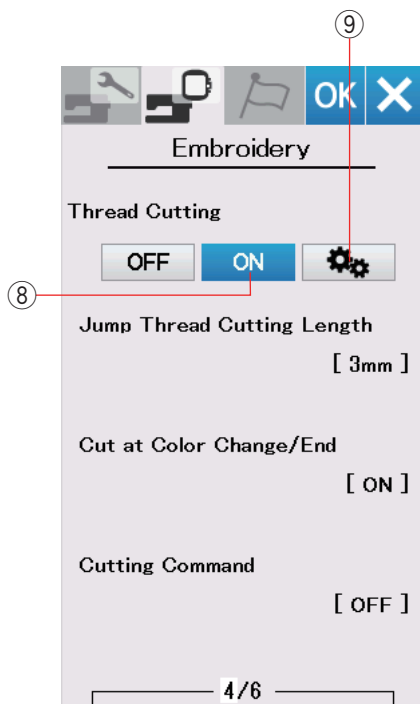 ⑨
OK
Embroidery
Thread Cutting
OFF ON
⑧
Jump Thread Cutting Length
[ 3mm ]
Cut at Color Change/End
[ ON ]
Cutting Command
[ OFF ]
4/6